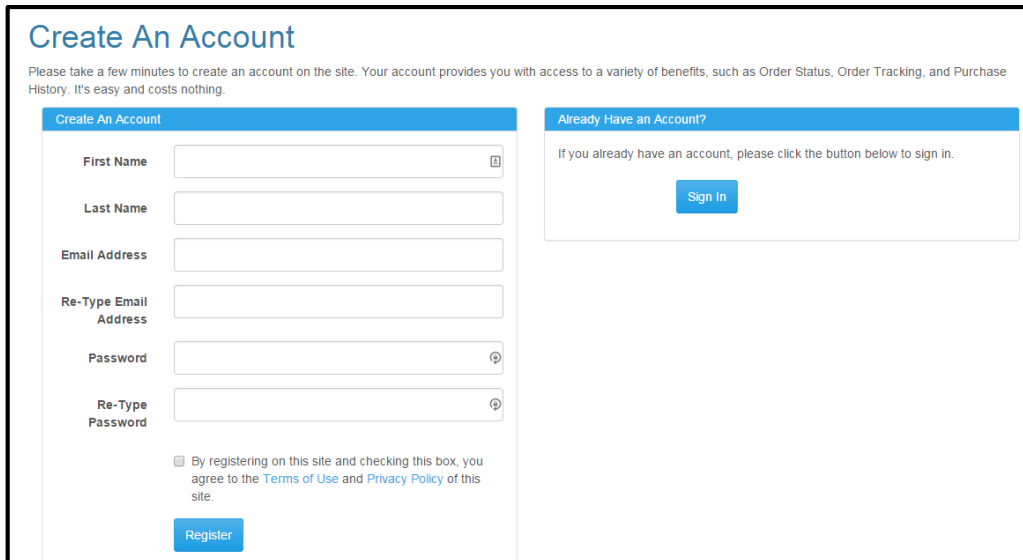 Create An Account
Please take a few minutes to create an account on the site. Your account provides you with access to a variety of benefits, such as Order Status, Order Tracking, and Purchase
History. It's easy and costs nothing.
Create An Account
First Name
Last Name
Email Address
Re-Type Email
Address
Password
Re-Type
Password
By registering on this site and checking this box, you
agree to the Terms of Use and Privacy Policy of this
site.
Register
Already Have an Account?
If you already have an account, please click the button below to sign in.
Sign In